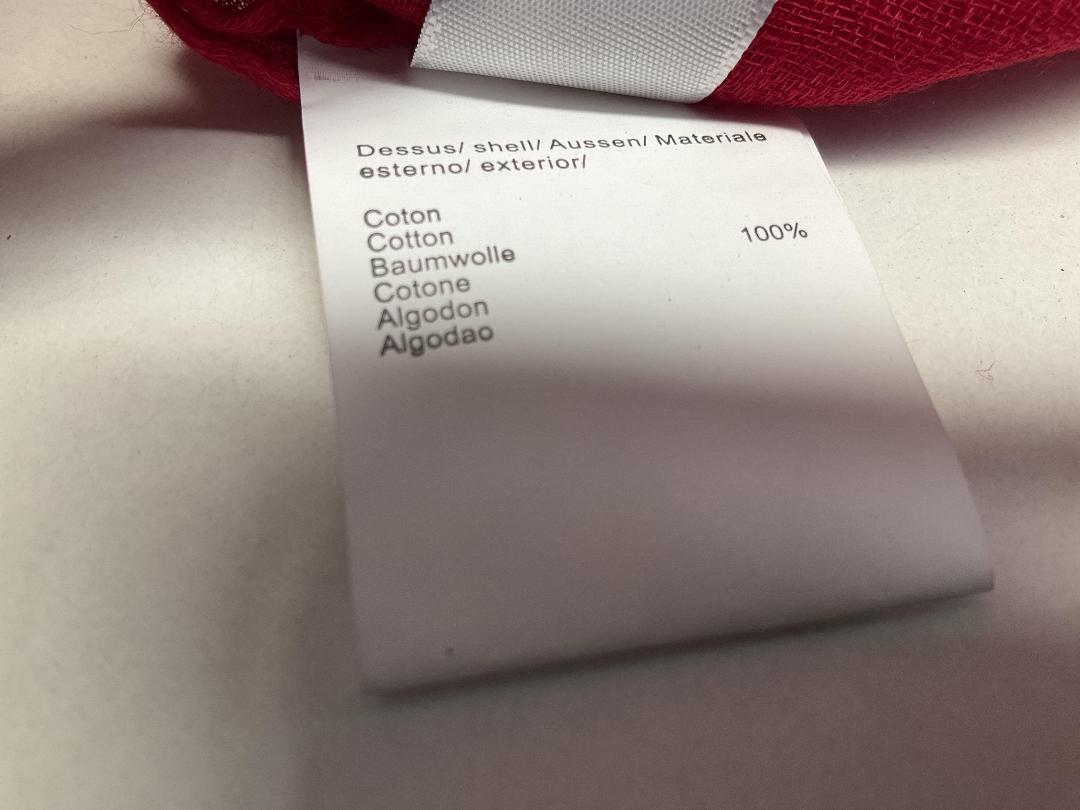 Dessus/ shell/ Aussen/ Materiale
esterno/ exterior/
Coton
Cotton
100%
Baumwolle
Cotone
Algodon
Algodao